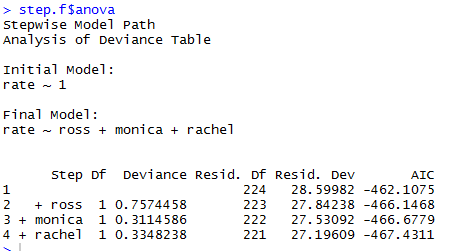 > step.f$anova
Stepwise Model Path
Analysis of Deviance Table

Initial Model:
rate ~ 1

Final Model:
rate ~ ross + monica + rachel

      Step Df  Deviance Resid. Df Resid. Dev       AIC
1                             224   28.59982 -462.1075
2   + ross  1 0.7574458       223   27.84238 -466.1468
3 + monica  1 0.3114586       222   27.53092 -466.6779
4 + rachel  1 0.3348238       221   27.19609 -467.4311
>